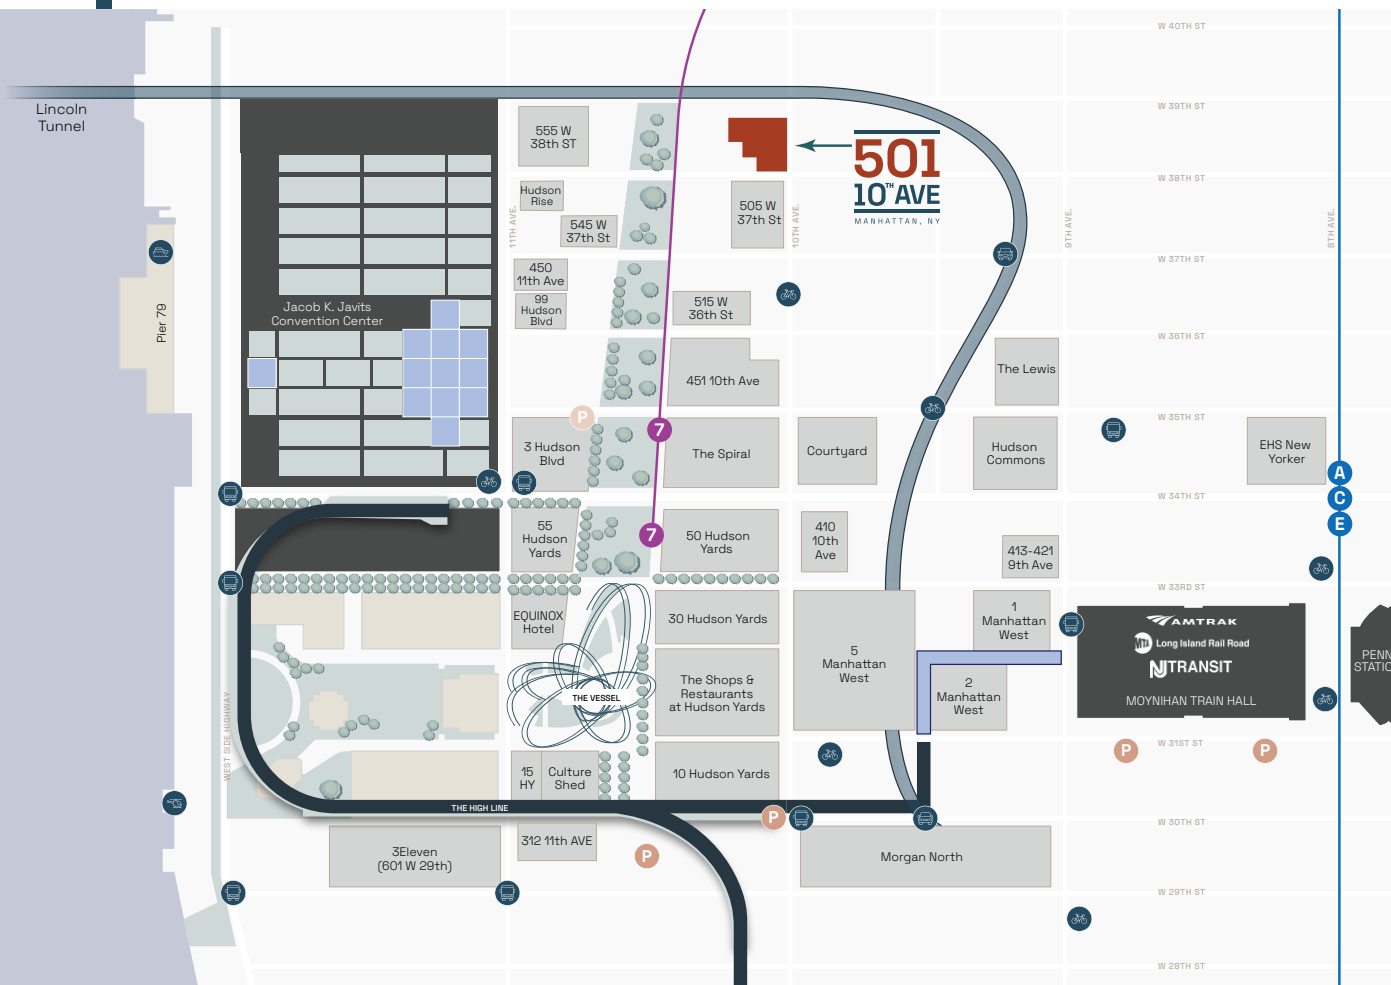 W 40TH ST
Lincoln
Tunnel
W 39TH ST
555 W
38th ST
501
10TH AVE
MANHATTAN, NY
W 38TH ST
Hudson
Rise
545 W
37th St
505 W
37th St
11TH AVE.
10TH AVE.
9TH AVE.
8TH AVE.
W 37TH ST
450
11th Ave
99
Hudson
Blvd
515 W
36th St
Pier 79
Jacob K. Javits
Convention Center
W 36TH ST
451 10th Ave
The Lewis
P
7
W 35TH ST
3 Hudson
Blvd
The Spiral
Courtyard
Hudson
Commons
EHS New
Yorker
A
C
E
W 34TH ST
55
Hudson
Yards
7
50 Hudson
Yards
410
10th
Ave
413-421
9th Ave
W 33RD ST
EQUINOX
Hotel
30 Hudson Yards
1
Manhattan
West
5
Manhattan
West
2
Manhattan
West
AMTRAK
MTA Long Island Rail Road
NJ TRANSIT
MOYNIHAN TRAIN HALL
PENN
STATIO
THE VESSEL
The Shops &
Restaurants
at Hudson Yards
WEST SIDE HIGHWAY
W 31ST ST
P
P
15
HY
Culture
Shed
10 Hudson Yards
THE HIGH LINE
P
W 30TH ST
312 11th AVE
3Eleven
(601 W 29th)
P
Morgan North
W 29TH ST
W 28TH ST